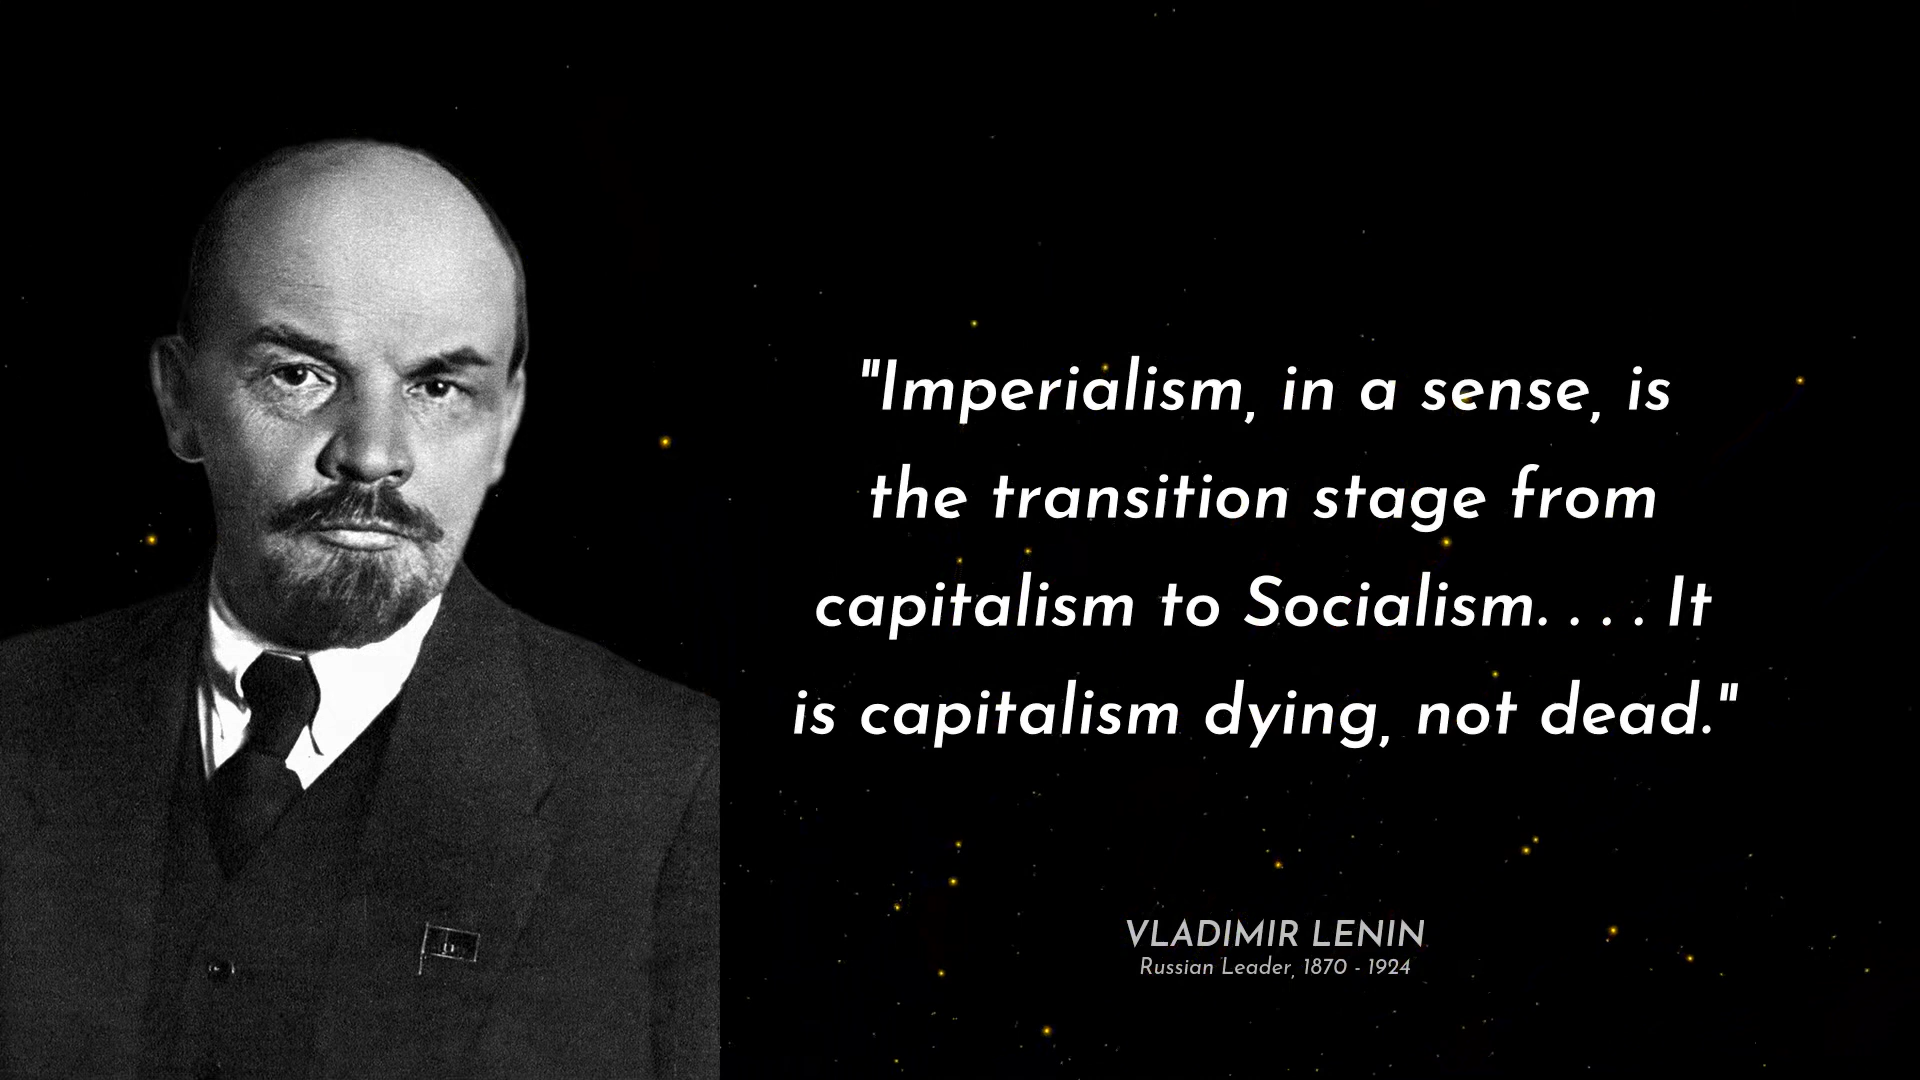 "Imperialism, in a sense, is
the transition stage from
capitalism to Socialism. . . . It
is capitalism dying, not dead."
VLADIMIR LENIN
Russian Leader, 1870 - 1924